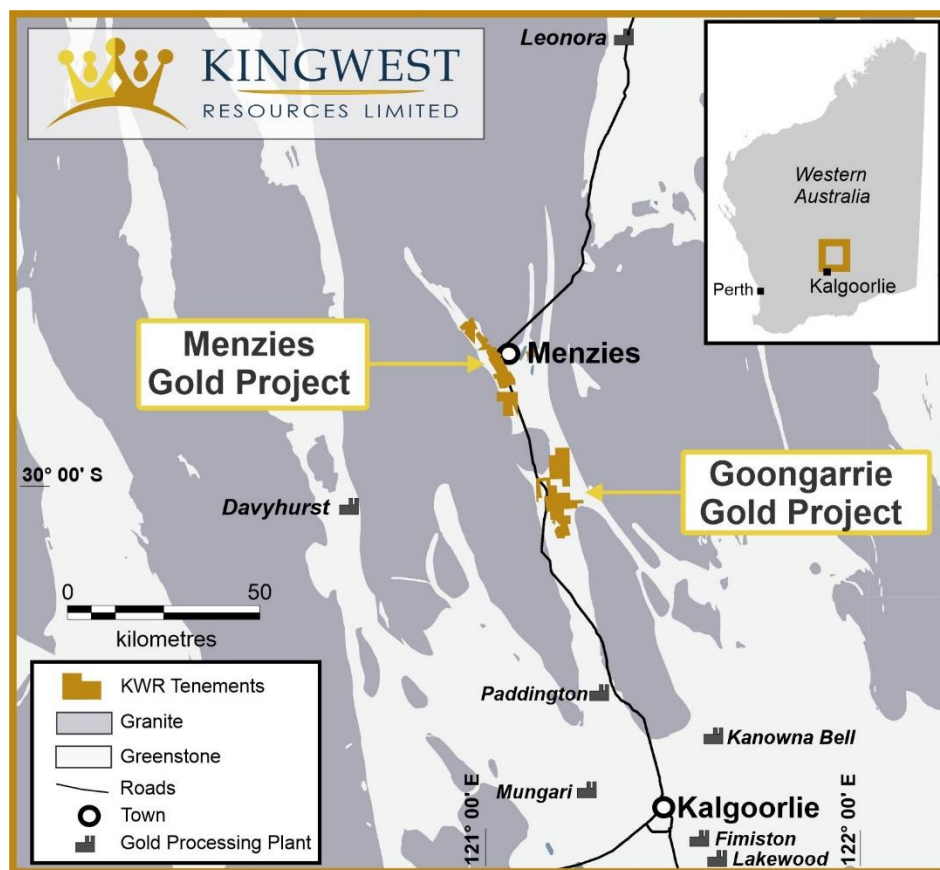 KINGWEST
RESOURCES LIMITED
Leonora
Western
Australia
Perth
Kalgoorlie
Menzies
Gold Project
Menzies
30° 00' S
Davyhurst
Goongarrie
Gold Project
0 50
kilometres
KWR Tenements
Granite
Greenstone
Roads
Town
Gold Processing Plant
Paddington
Kanowna Bell
Mungari
121° 00' E
Kalgoorlie
Fimiston
Lakewood
122° 00' E